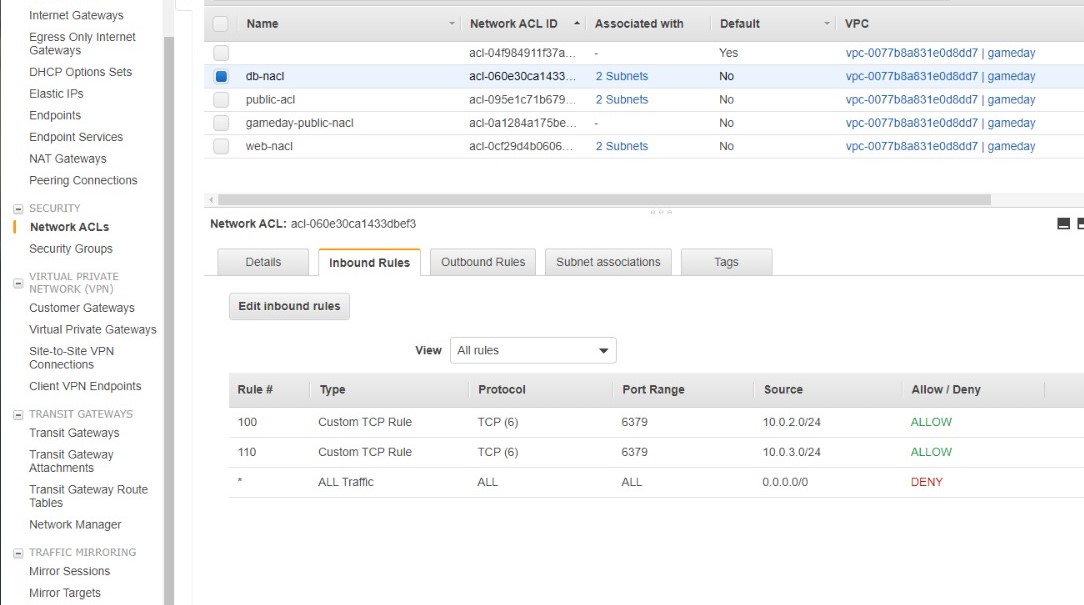 Internet Gateways
Egress Only Internet
Gateways
DHCP Options Sets
Elastic IPs
Endpoints
Endpoint Services
NAT Gateways
Peering Connections
SECURITY
Network ACLs
Security Groups
VIRTUAL PRIVATE
NETWORK (VPN)
Customer Gateways
Virtual Private Gateways
Site-to-Site VPN
Connections
Client VPN Endpoints
TRANSIT GATEWAYS
Transit Gateways
Transit Gateway
Attachments
Transit Gateway Route
Tables
Network Manager
TRAFFIC MIRRORING
Mirror Sessions
Mirror Targets
Name Network ACL ID Associated with Default VPC
acl-04f984911f37a... - Yes vpc-0077b8a831e0d8dd7 | gameday
db-nacl acl-060e30ca1433... 2 Subnets No vpc-0077b8a831e0d8dd7 | gameday
public-acl acl-095e1c71b679... 2 Subnets No vpc-0077b8a831e0d8dd7 | gameday
gameday-public-nacl acl-0a1284a175be... - No vpc-0077b8a831e0d8dd7 | gameday
web-nacl acl-0cf29d4b0606... 2 Subnets No vpc-0077b8a831e0d8dd7 | gameday
Network ACL: acl-060e30ca1433dbef3
Details Inbound Rules Outbound Rules Subnet associations Tags
Edit inbound rules
View All rules
Rule # Type Protocol Port Range Source Allow / Deny
100 Custom TCP Rule TCP (6) 6379 10.0.2.0/24 ALLOW
110 Custom TCP Rule TCP (6) 6379 10.0.3.0/24 ALLOW
* ALL Traffic ALL ALL 0.0.0.0/0 DENY